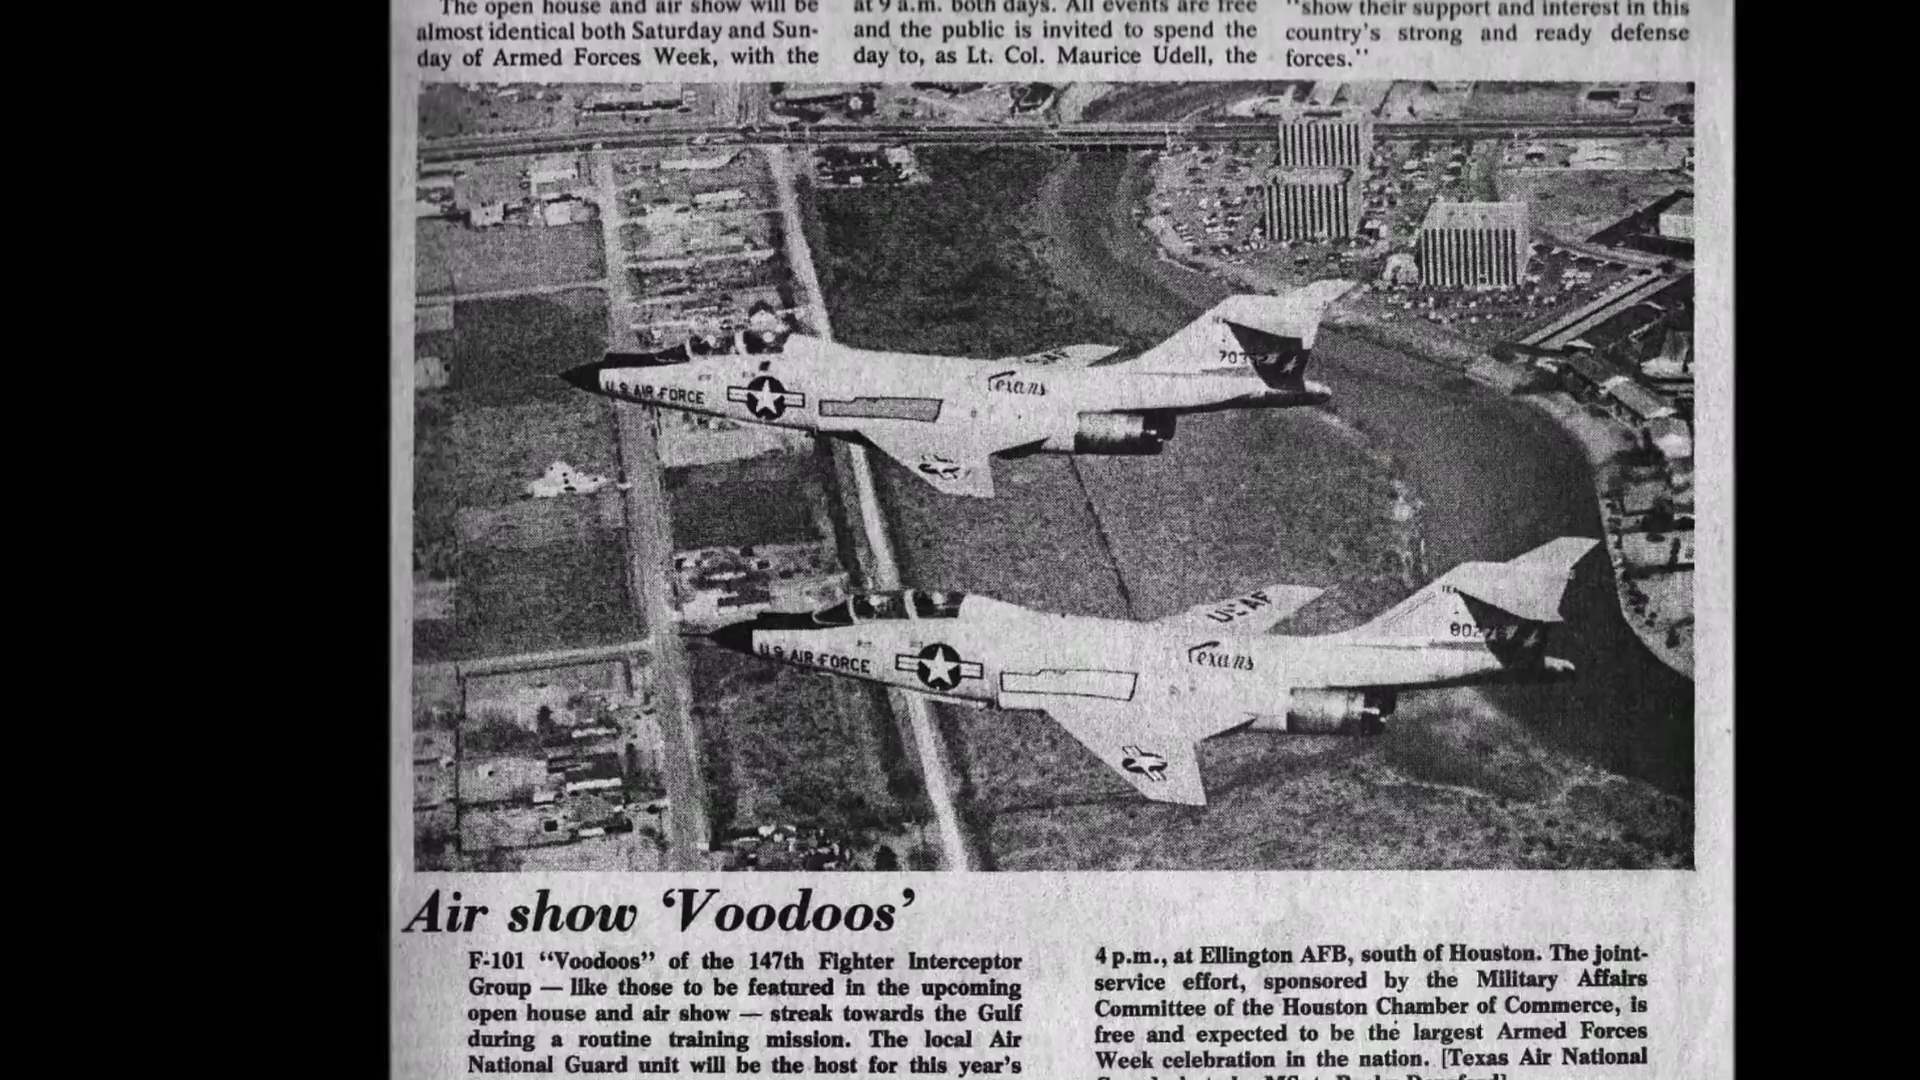 The open house and air show will be
almost identical both Saturday and Sun-
day of Armed Forces Week, with the
at 9 a.m. both days. All events are free
and the public is invited to spend the
day to, as Lt. Col. Maurice Udell, the
"show their support and interest in this
country's strong and ready defense
forces."
U.S. AIR FORCE
Texans
U.S. AIR FORCE
USAF
Texans
Air show 'Voodoos'
F-101 "Voodoos" of the 147th Fighter Interceptor
Group — like those to be featured in the upcoming
open house and air show — streak towards the Gulf
during a routine training mission. The local Air
National Guard unit will be the host for this year's
4 p.m., at Ellington AFB, south of Houston. The joint-
service effort, sponsored by the Military Affairs
Committee of the Houston Chamber of Commerce, is
free and expected to be the largest Armed Forces
Week celebration in the nation. [Texas Air National